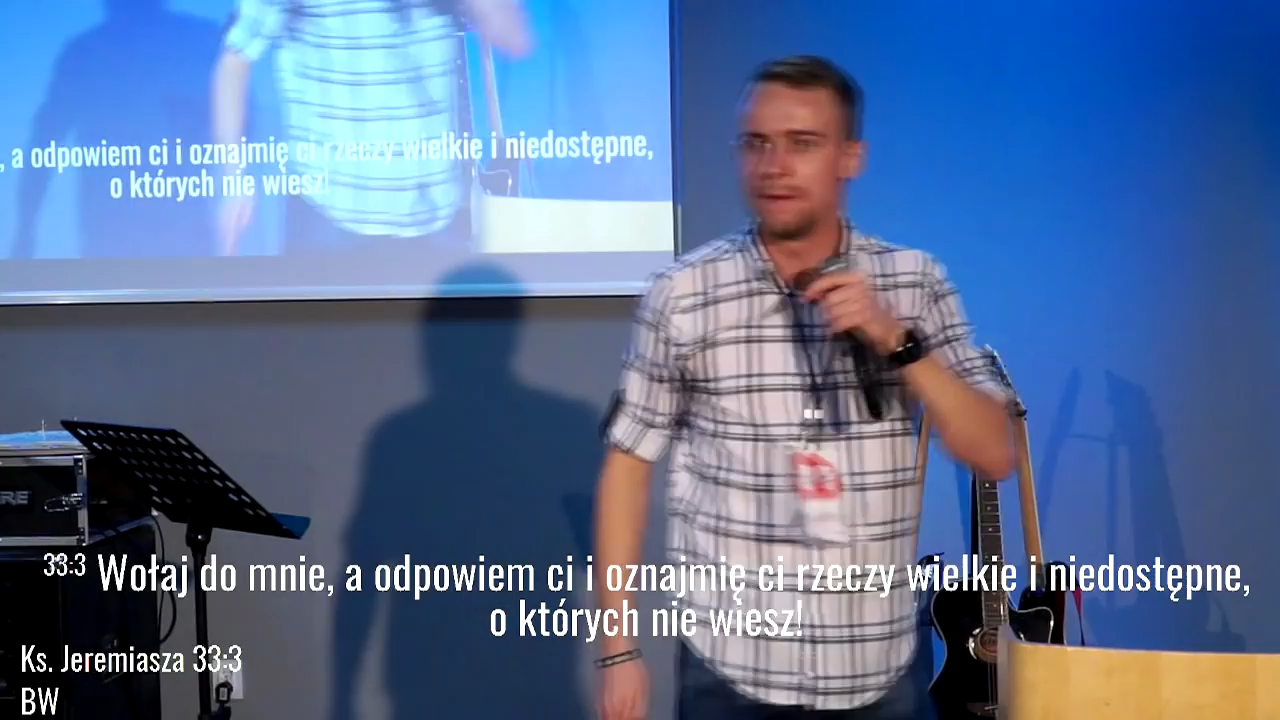 , a odpowiem ci i oznajmię ci rzeczy wielkie i niedostępne,
o których nie wiesz!
RE
33:3 Wołaj do mnie, a odpowiem ci i oznajmię ci rzeczy wielkie i niedostępne,
o których nie wiesz!
Ks. Jeremiasza 33:3
BW